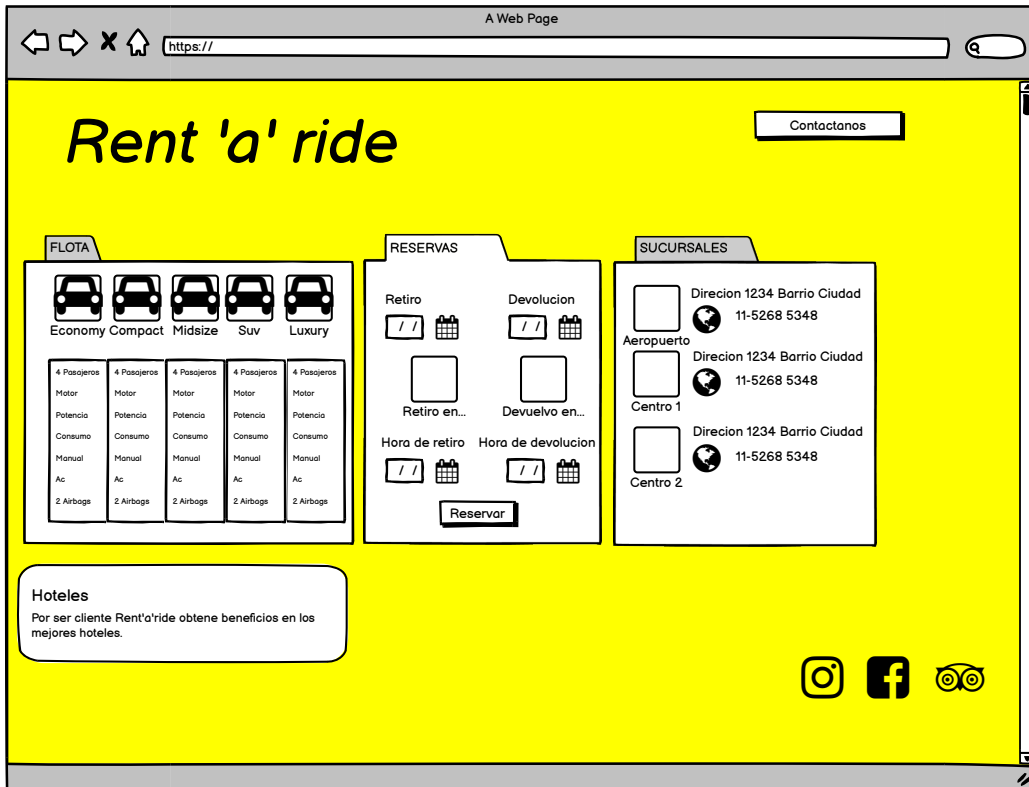 A Web Page
https://
Rent 'a' ride
Contactanos
FLOTA
Economy Compact Midsize Suv Luxury
4 Pasajeros 4 Pasajeros 4 Pasajeros 4 Pasajeros 4 Pasajeros
Motor Motor Motor Motor Motor
Potencia Potencia Potencia Potencia Potencia
Consumo Consumo Consumo Consumo Consumo
Manual Manual Manual Manual Manual
Ac Ac Ac Ac Ac
2 Airbags 2 Airbags 2 Airbags 2 Airbags 2 Airbags
RESERVAS
Retiro Devolucion
/ / / /
Retiro en... Devuelvo en...
Hora de retiro Hora de devolucion
/ / / /
Reservar
SUCURSALES
Direcion 1234 Barrio Ciudad
11-5268 5348
Aeropuerto
Direcion 1234 Barrio Ciudad
11-5268 5348
Centro 1
Direcion 1234 Barrio Ciudad
11-5268 5348
Centro 2
Hoteles
Por ser cliente Rent'a'ride obtene beneficios en los
mejores hoteles.